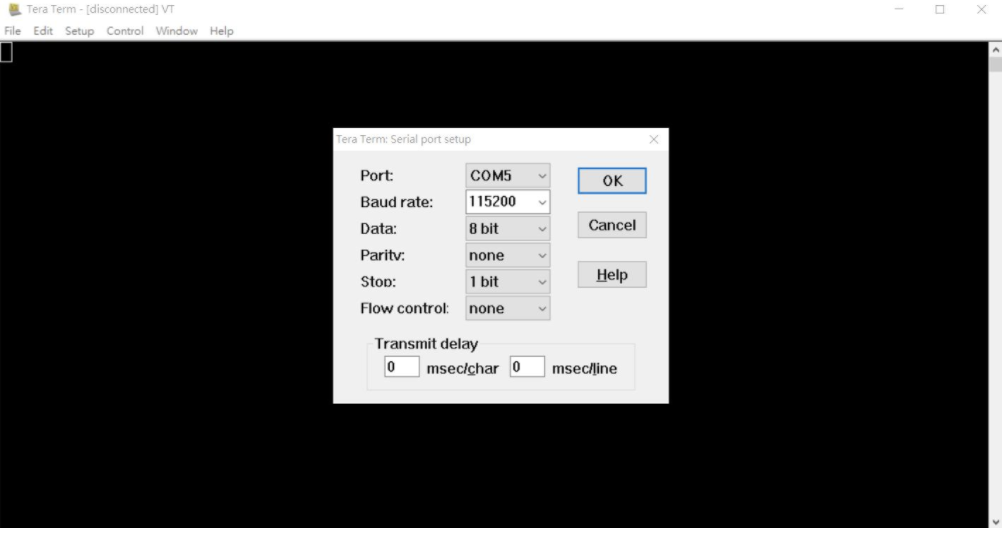 Tera Term - [disconnected] VT
File Edit Setup Control Window Help
Tera Term: Serial port setup
Port: COM5 OK
Baud rate: 115200
Data: 8 bit Cancel
Parity: none
Stop: 1 bit Help
Flow control: none
Transmit delay
0 msec/char 0 msec/line